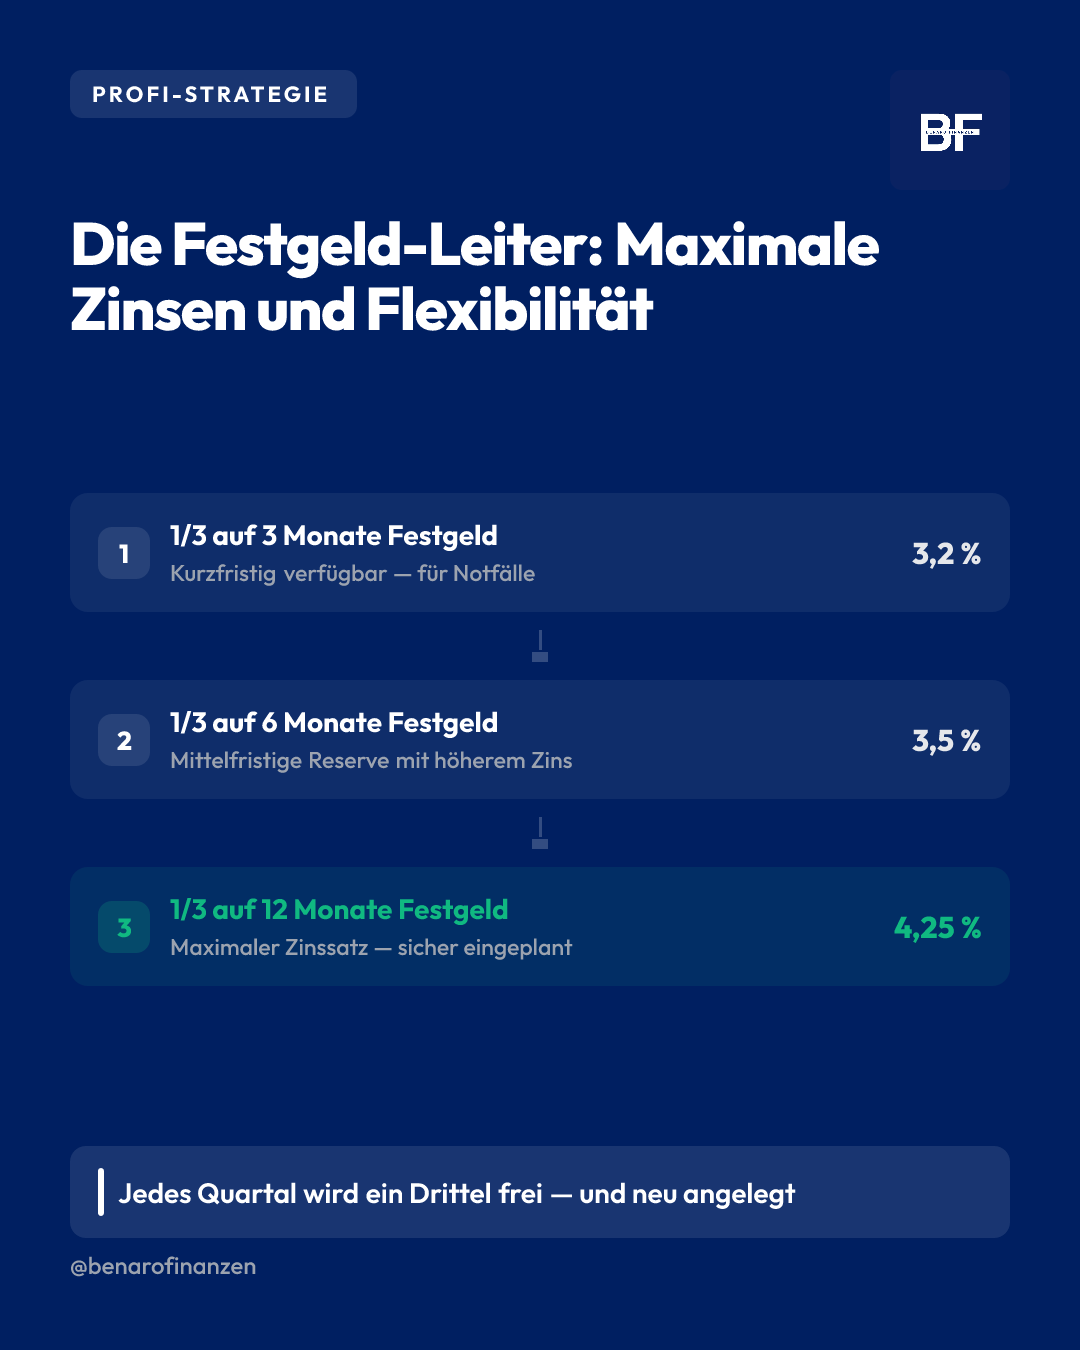 PROFI-STRATEGIE
BF
Die Festgeld-Leiter: Maximale
Zinsen und Flexibilität
1
1/3 auf 3 Monate Festgeld
Kurzfristig verfügbar — für Notfälle
3,2 %
2
1/3 auf 6 Monate Festgeld
Mittelfristige Reserve mit höherem Zins
3,5 %
3
1/3 auf 12 Monate Festgeld
Maximaler Zinssatz — sicher eingeplant
4,25 %
Jedes Quartal wird ein Drittel frei — und neu angelegt
@benarofinanzen